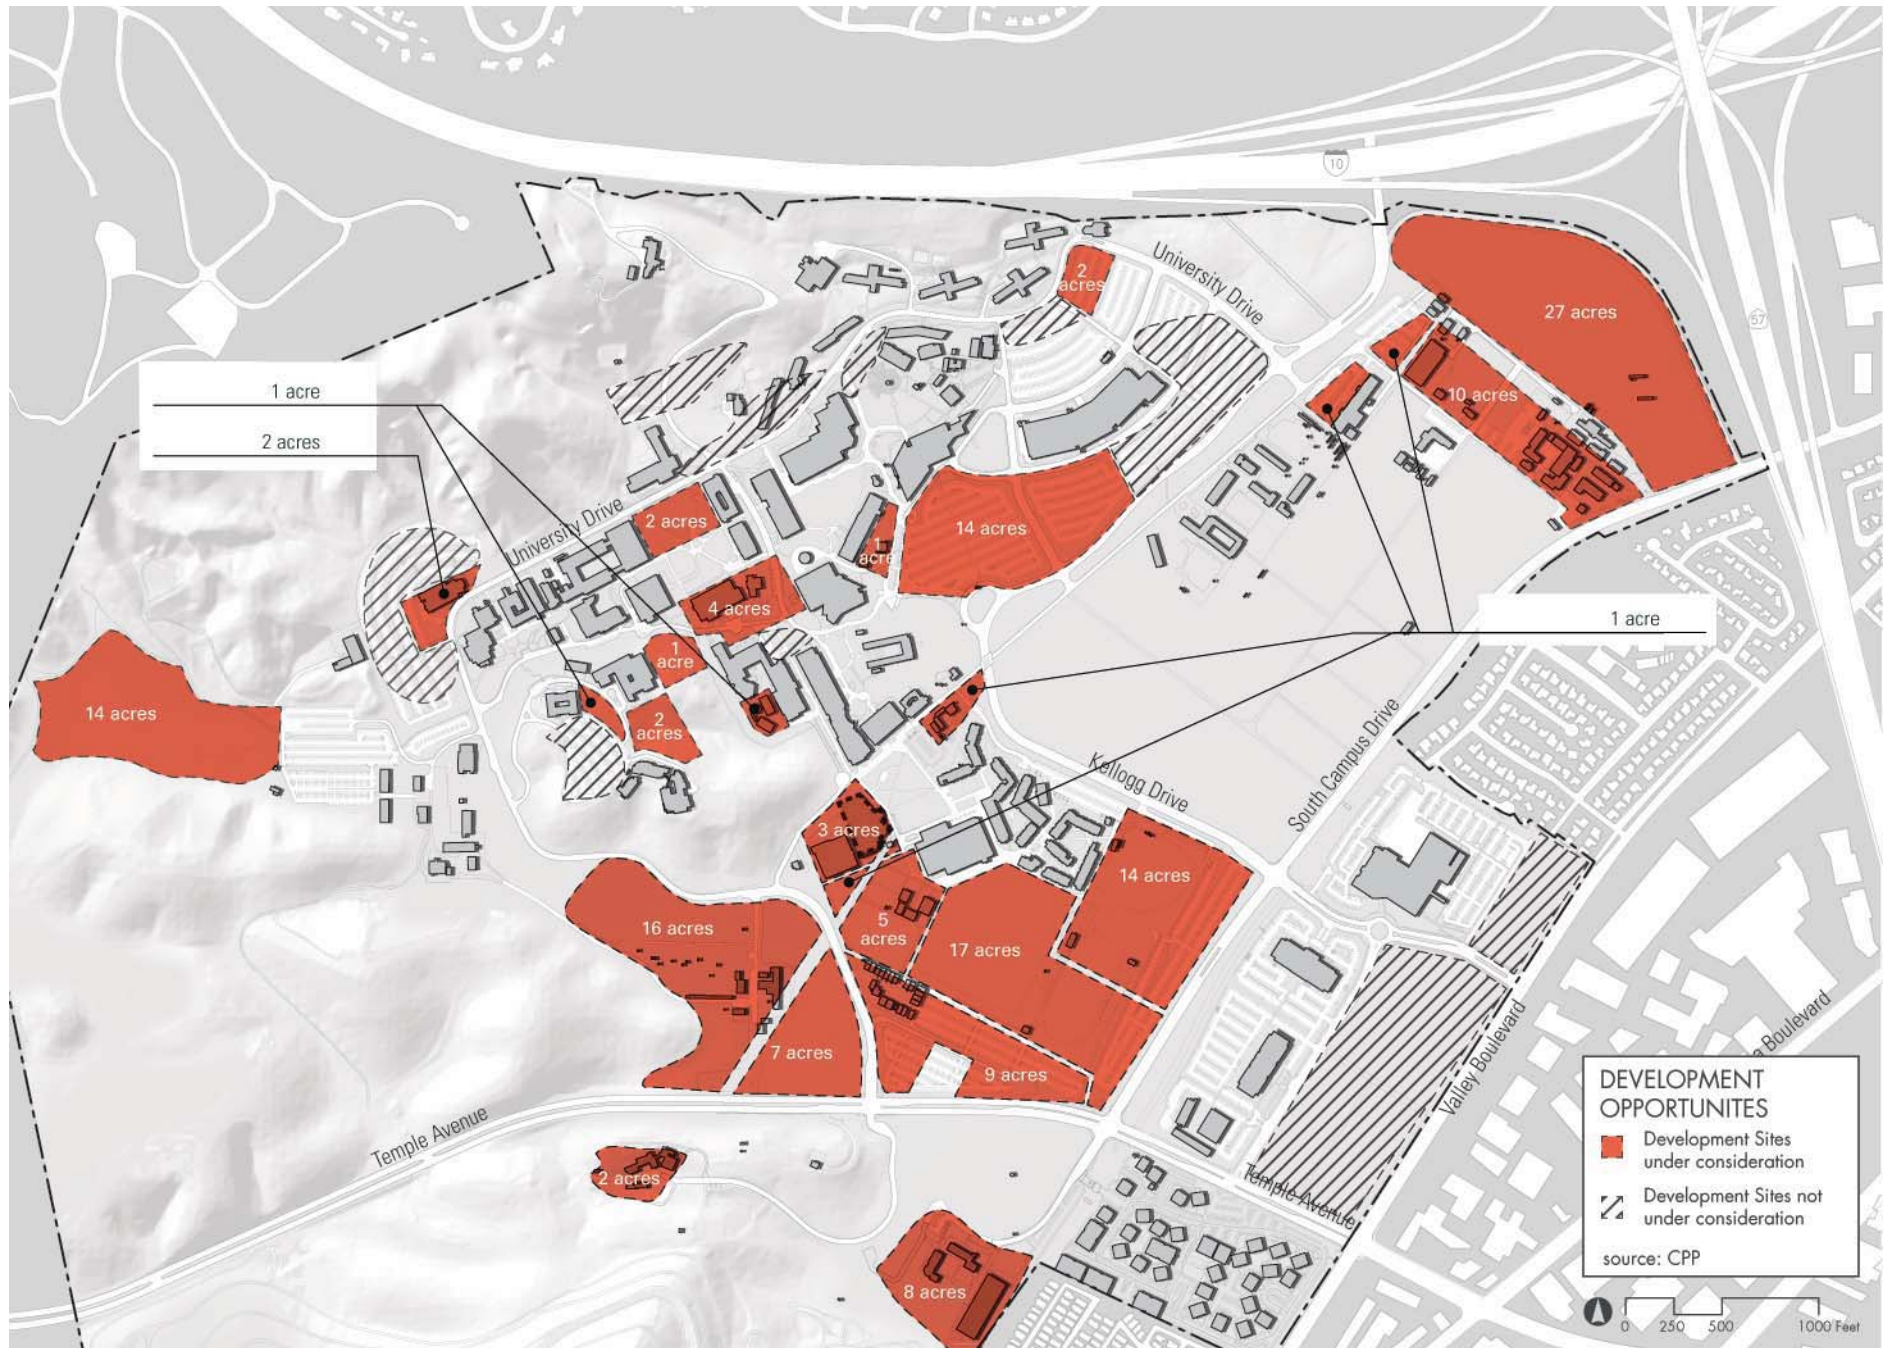 10
University Drive
2
acres
27 acres
57
1 acre
10 acres
2 acres
University Drive
2 acres
14 acres
1
acre
4 acres
1 acre
1
acre
14 acres
2
acres
Kellogg Drive
South Campus Drive
3 acres
14 acres
16 acres
5
acres
17 acres
7 acres
9 acres
Valley Boulevard
a Boulevard
Temple Avenue
2 acres
Temple Avenue
8 acres
DEVELOPMENT
OPPORTUNITES
Development Sites
under consideration
Development Sites not
under consideration
source: CPP
0 250 500 1000 Feet